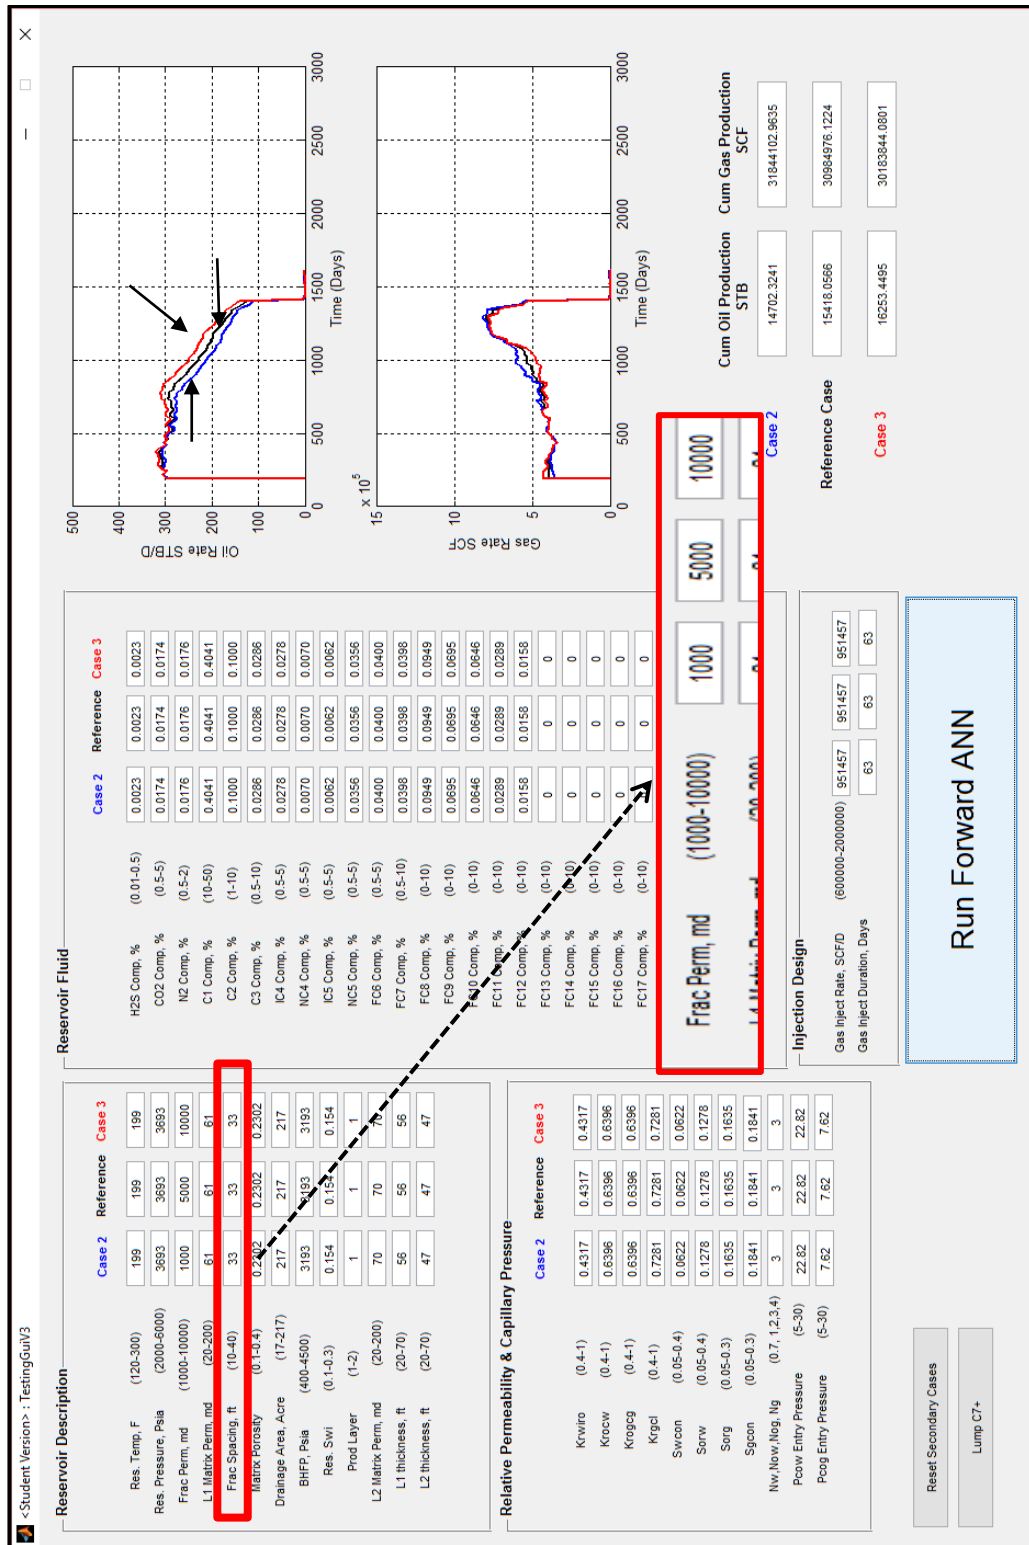 <Student Version> : TestingGuiV3
Reservoir Description
Case 2 Reference Case 3
Res. Temp, F (120-300) 199 199 199
Res. Pressure, Psia (2000-6000) 3693 3693 3693
Frac Perm, md (1000-10000) 1000 5000 10000
L1 Matrix Perm, md (20-200) 61 61 61
Frac Spacing, ft (10-40) 33 33 33
Matrix Porosity (0.1-0.4) 0.2302 0.2302 0.2302
Drainage Area, Acre (17-217) 217 217 217
BHFP, Psia (400-4500) 3193 3193 3193
Res. Swi (0.1-0.3) 0.154 0.154 0.154
Prod Layer (1-2) 1 1 1
L2 Matrix Perm, md (20-200) 70 70 70
L1 thickness, ft (20-70) 56 56 56
L2 thickness, ft (20-70) 47 47 47
Relative Permeability & Capillary Pressure
Case 2 Reference Case 3
Krwiro (0.4-1) 0.4317 0.4317 0.4317
Krocw (0.4-1) 0.6396 0.6396 0.6396
Krogcg (0.4-1) 0.6396 0.6396 0.6396
Krgcl (0.4-1) 0.7281 0.7281 0.7281
Swcon (0.05-0.4) 0.0622 0.0622 0.0622
Sorw (0.05-0.4) 0.1278 0.1278 0.1278
Sorg (0.05-0.3) 0.1635 0.1635 0.1635
Sgcon (0.05-0.3) 0.1841 0.1841 0.1841
Nw,Now,Nog, Ng (0.7, 1,2,3,4) 3 3 3
Pcow Entry Pressure (5-30) 22.82 22.82 22.82
Pcog Entry Pressure (5-30) 7.62 7.62 7.62
Reset Secondary Cases
Lump C7+
Reservoir Fluid
Case 2 Reference Case 3
H2S Comp, % (0.01-0.5) 0.0023 0.0023 0.0023
CO2 Comp, % (0.5-5) 0.0174 0.0174 0.0174
N2 Comp, % (0.5-2) 0.0176 0.0176 0.0176
C1 Comp, % (10-50) 0.4041 0.4041 0.4041
C2 Comp, % (1-10) 0.1000 0.1000 0.1000
C3 Comp, % (0.5-10) 0.0286 0.0286 0.0286
IC4 Comp, % (0.5-5) 0.0278 0.0278 0.0278
NC4 Comp, % (0.5-5) 0.0070 0.0070 0.0070
IC5 Comp, % (0.5-5) 0.0062 0.0062 0.0062
NC5 Comp, % (0.5-5) 0.0356 0.0356 0.0356
FC6 Comp, % (0.5-5) 0.0400 0.0400 0.0400
FC7 Comp, % (0.5-10) 0.0398 0.0398 0.0398
FC8 Comp, % (0-10) 0.0949 0.0949 0.0949
FC9 Comp, % (0-10) 0.0695 0.0695 0.0695
FC10 Comp, % (0-10) 0.0646 0.0646 0.0646
FC11 Comp, % (0-10) 0.0289 0.0289 0.0289
FC12 Comp, % (0-10) 0.0158 0.0158 0.0158
FC13 Comp, % (0-10) 0 0 0
FC14 Comp, % (0-10) 0 0 0
FC15 Comp, % (0-10) 0 0 0
FC16 Comp, % (0-10) 0 0 0
FC17 Comp, % (0-10) 0 0 0
Frac Perm, md (1000-10000) 1000 5000 10000
Injection Design
Gas Inject Rate, SCF/D (600000-2000000) 951457 951457 951457
Gas Inject Duration, Days 63 63 63
Run Forward ANN
500
400
300
200
100
0
Oil Rate STB/D
0 500 1000 1500 2000 2500 3000
Time (Days)
x 10^5
15
10
5
0
Gas Rate SCF
0 500 1000 1500 2000 2500 3000
Time (Days)
Cum Oil Production STB
Cum Gas Production SCF
Case 2 14702.3241 31844102.9635
Reference Case 15418.0566 30984976.1224
Case 3 16253.4495 30183844.0801